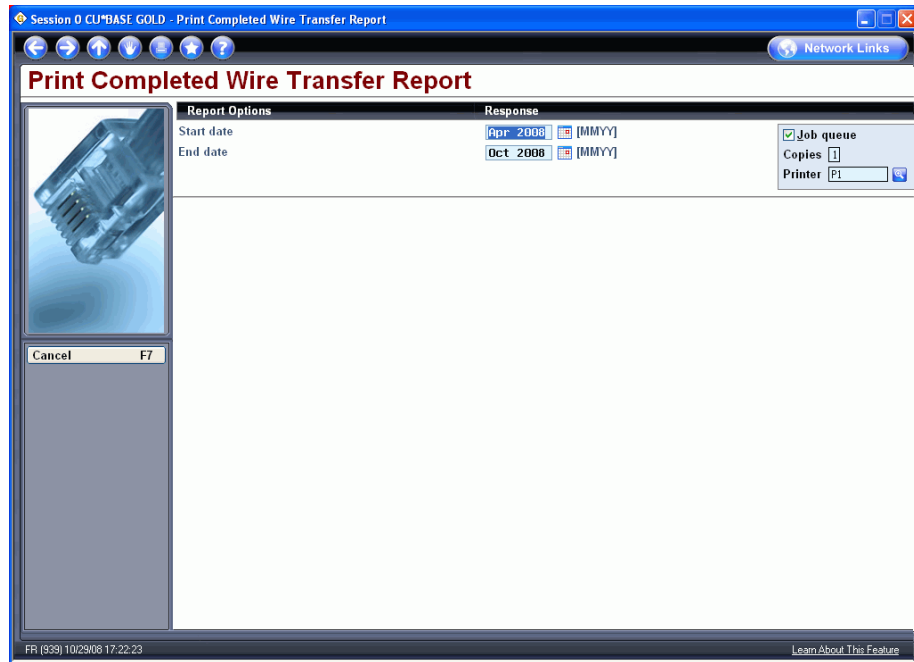 Session 0 CU*BASE GOLD - Print Completed Wire Transfer Report
Network Links
Print Completed Wire Transfer Report
Report Options Response
Start date Apr 2008 [MMYY]
End date Oct 2008 [MMYY]
Job queue
Copies 1
Printer P1
Cancel F7
FR (939) 10/29/08 17:22:23
Learn About This Feature